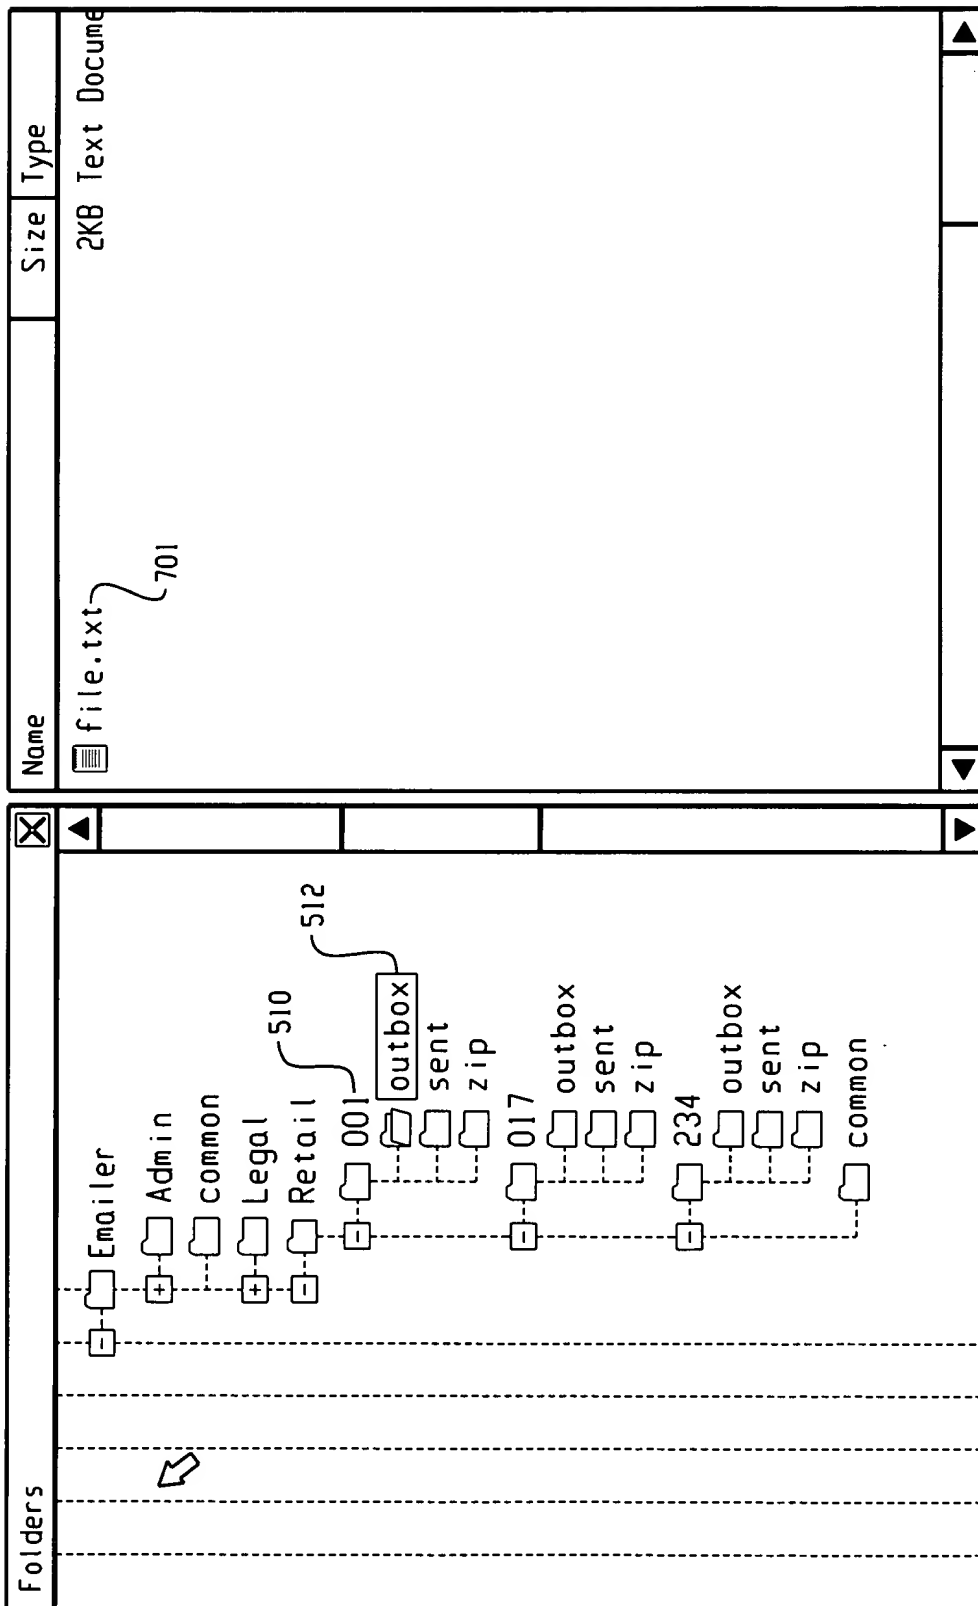 Folders
Emailer
Admin
common
Legal
Retail
001
510
outbox
512
sent
zip
017
outbox
sent
zip
234
outbox
sent
zip
common
Name Size Type
file.txt 2KB Text Docume
701